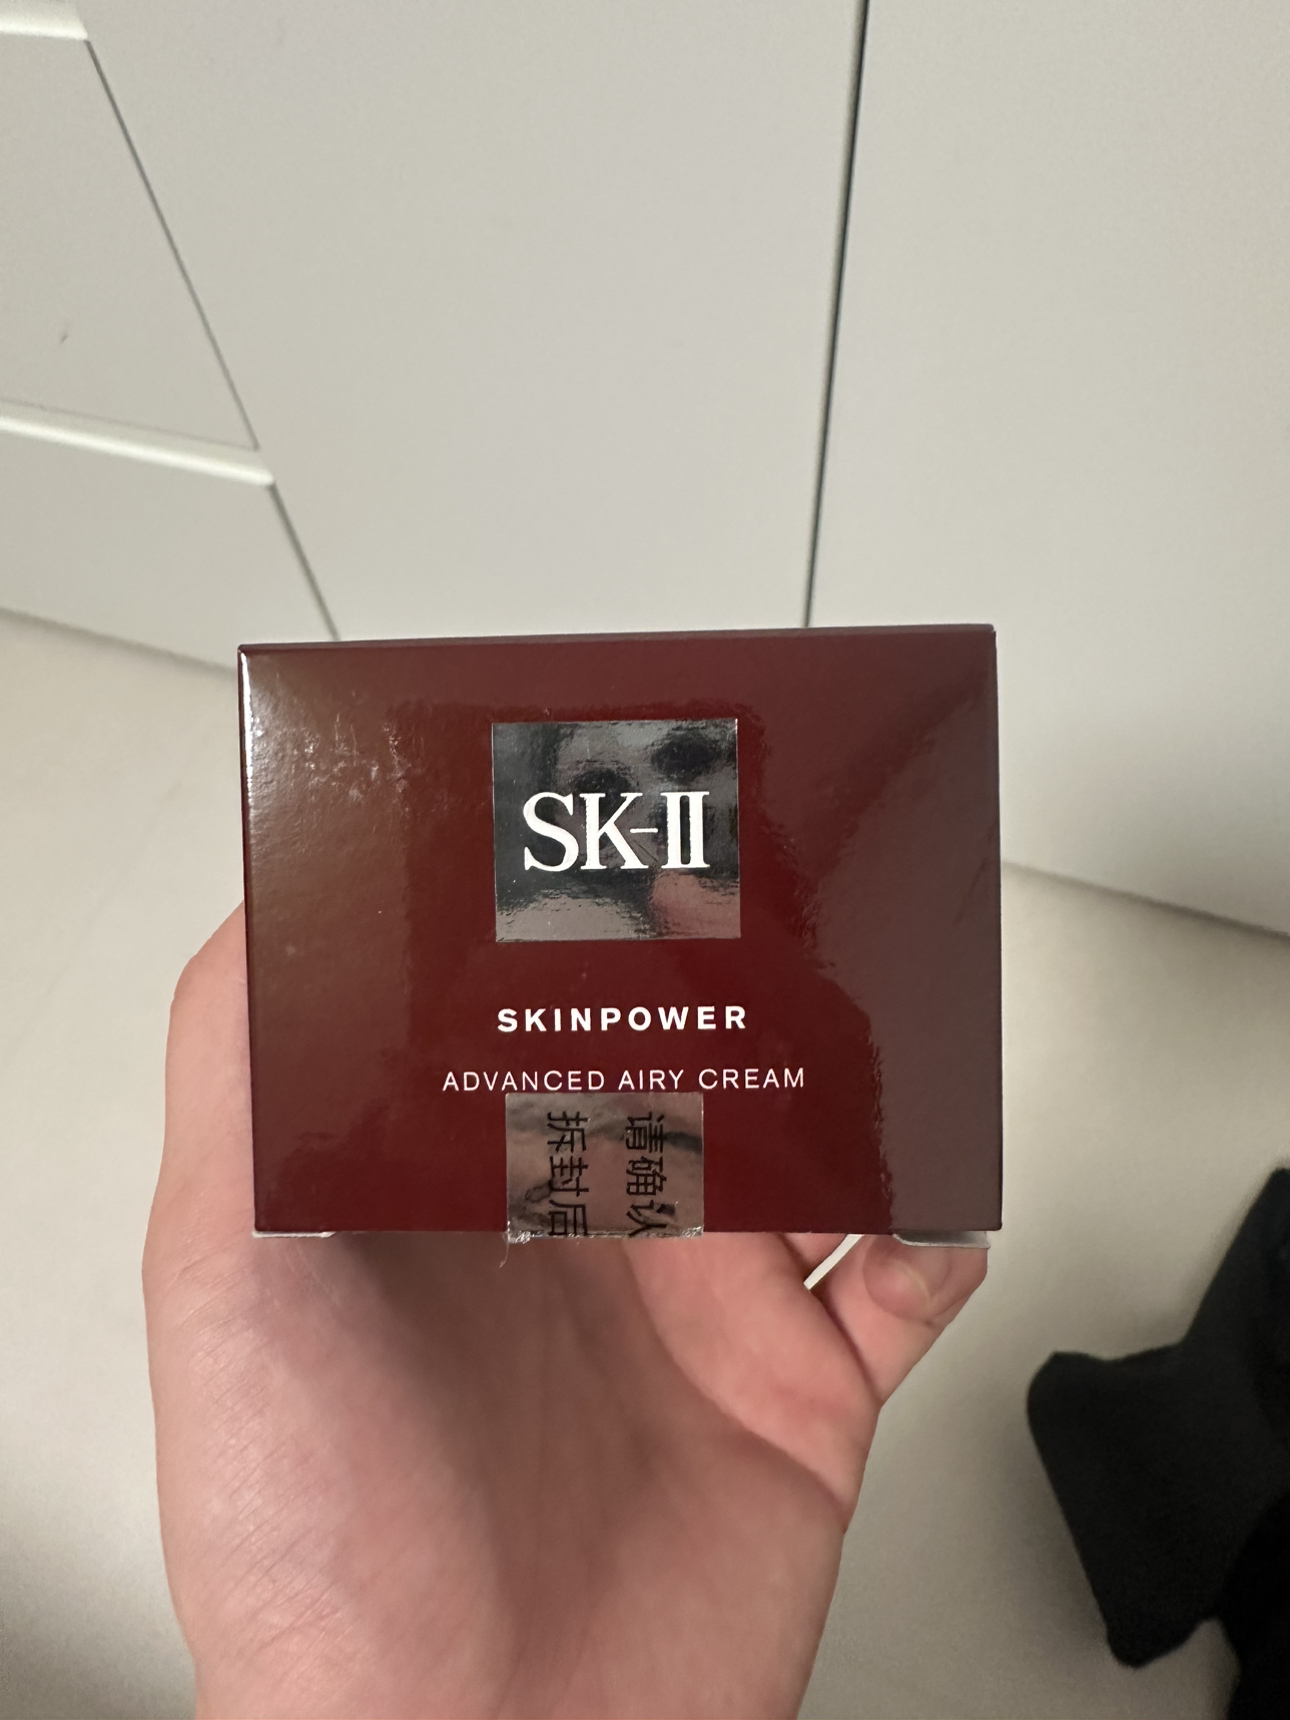 SK-II
SKINPOWER
ADVANCED AIRY CREAM
请确认
拆封后